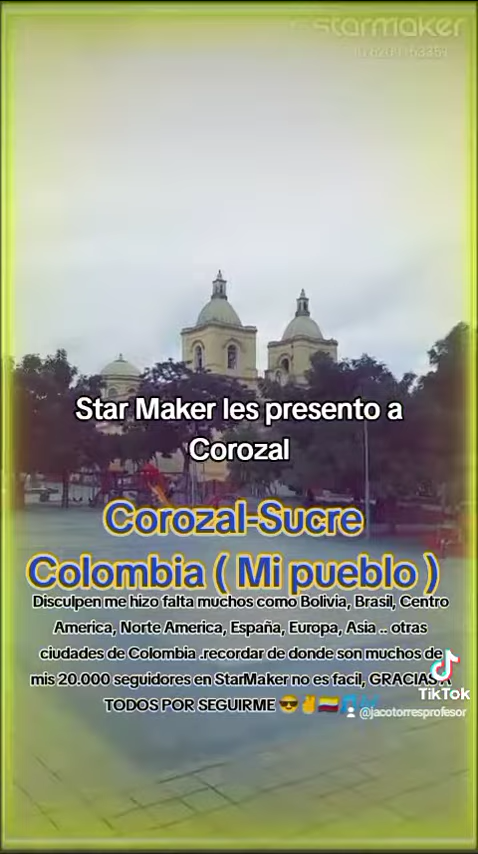 starmaker
Star Maker les presento a
Corozal
Corozal-Sucre
Colombia ( Mi pueblo )
Disculpen me hizo falta muchos como Bolivia, Brasil, Centro
America, Norte America, España, Europa, Asia .. otras
ciudades de Colombia .recordar de donde son muchos de
mis 20.000 seguidores en StarMaker no es facil, GRACIAS A
TODOS POR SEGUIRME 😎✌️🇨🇴
TikTok
@jacotorresprofesor